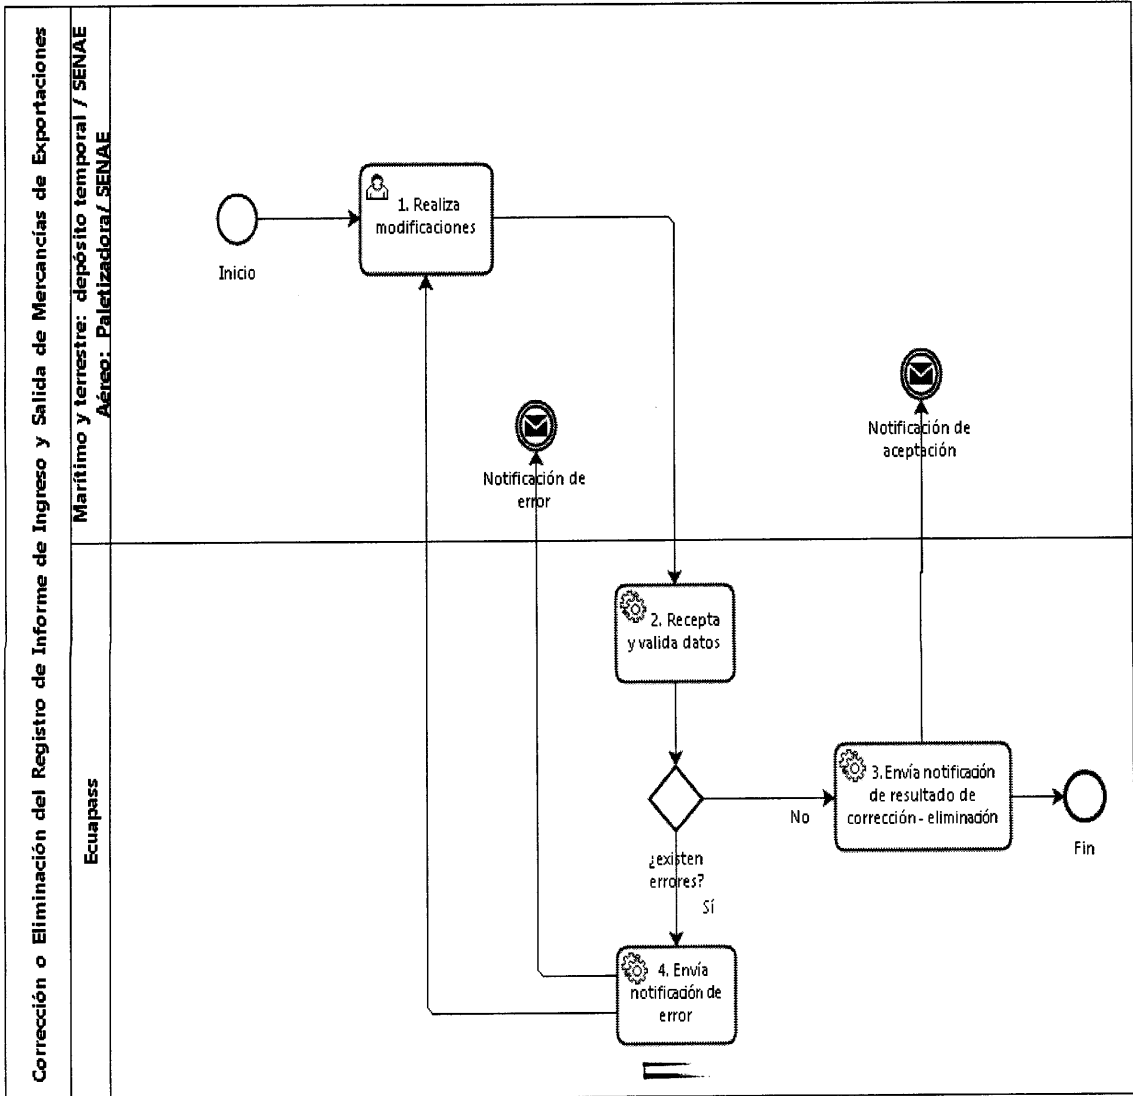 Corrección o Eliminación del Registro de Informe de Ingreso y Salida de Mercancías de Exportaciones
Marítimo y terrestre: depósito temporal / SENAE
Aéreo: Paletizadora/ SENAE
Inicio
1. Realiza
modificaciones
Notificación de
error
Notificación de
aceptación
Ecuapass
2. Recepta
y valida datos
¿existen
errores?
Sí
No
3. Envía notificación
de resultado de
corrección - eliminación
Fin
4. Envía
notificación de
error